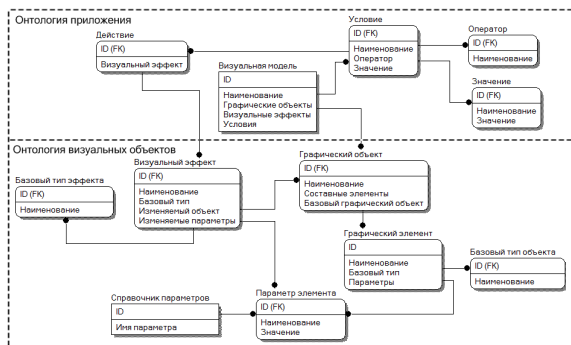 Онтология приложения
Действие
ID (FK)
Визуальный эффект
Условие
ID (FK)
Наименование
Оператор
Значение
Оператор
ID (FK)
Наименование
Визуальная модель
ID
Наименование
Графические объекты
Визуальные эффекты
Условия
Значение
ID (FK)
Наименование
Значение
Онтология визуальных объектов
Базовый тип эффекта
ID (FK)
Наименование
Визуальный эффект
ID (FK)
Наименование
Базовый тип
Изменяемый объект
Изменяемые параметры
Графический объект
ID (FK)
Наименование
Составные элементы
Базовый графический объект
Графический элемент
ID
Наименование
Базовый тип
Параметры
Базовый тип объекта
ID (FK)
Наименование
Справочник параметров
ID
Имя параметра
Параметр элемента
ID (FK)
Наименование
Значение